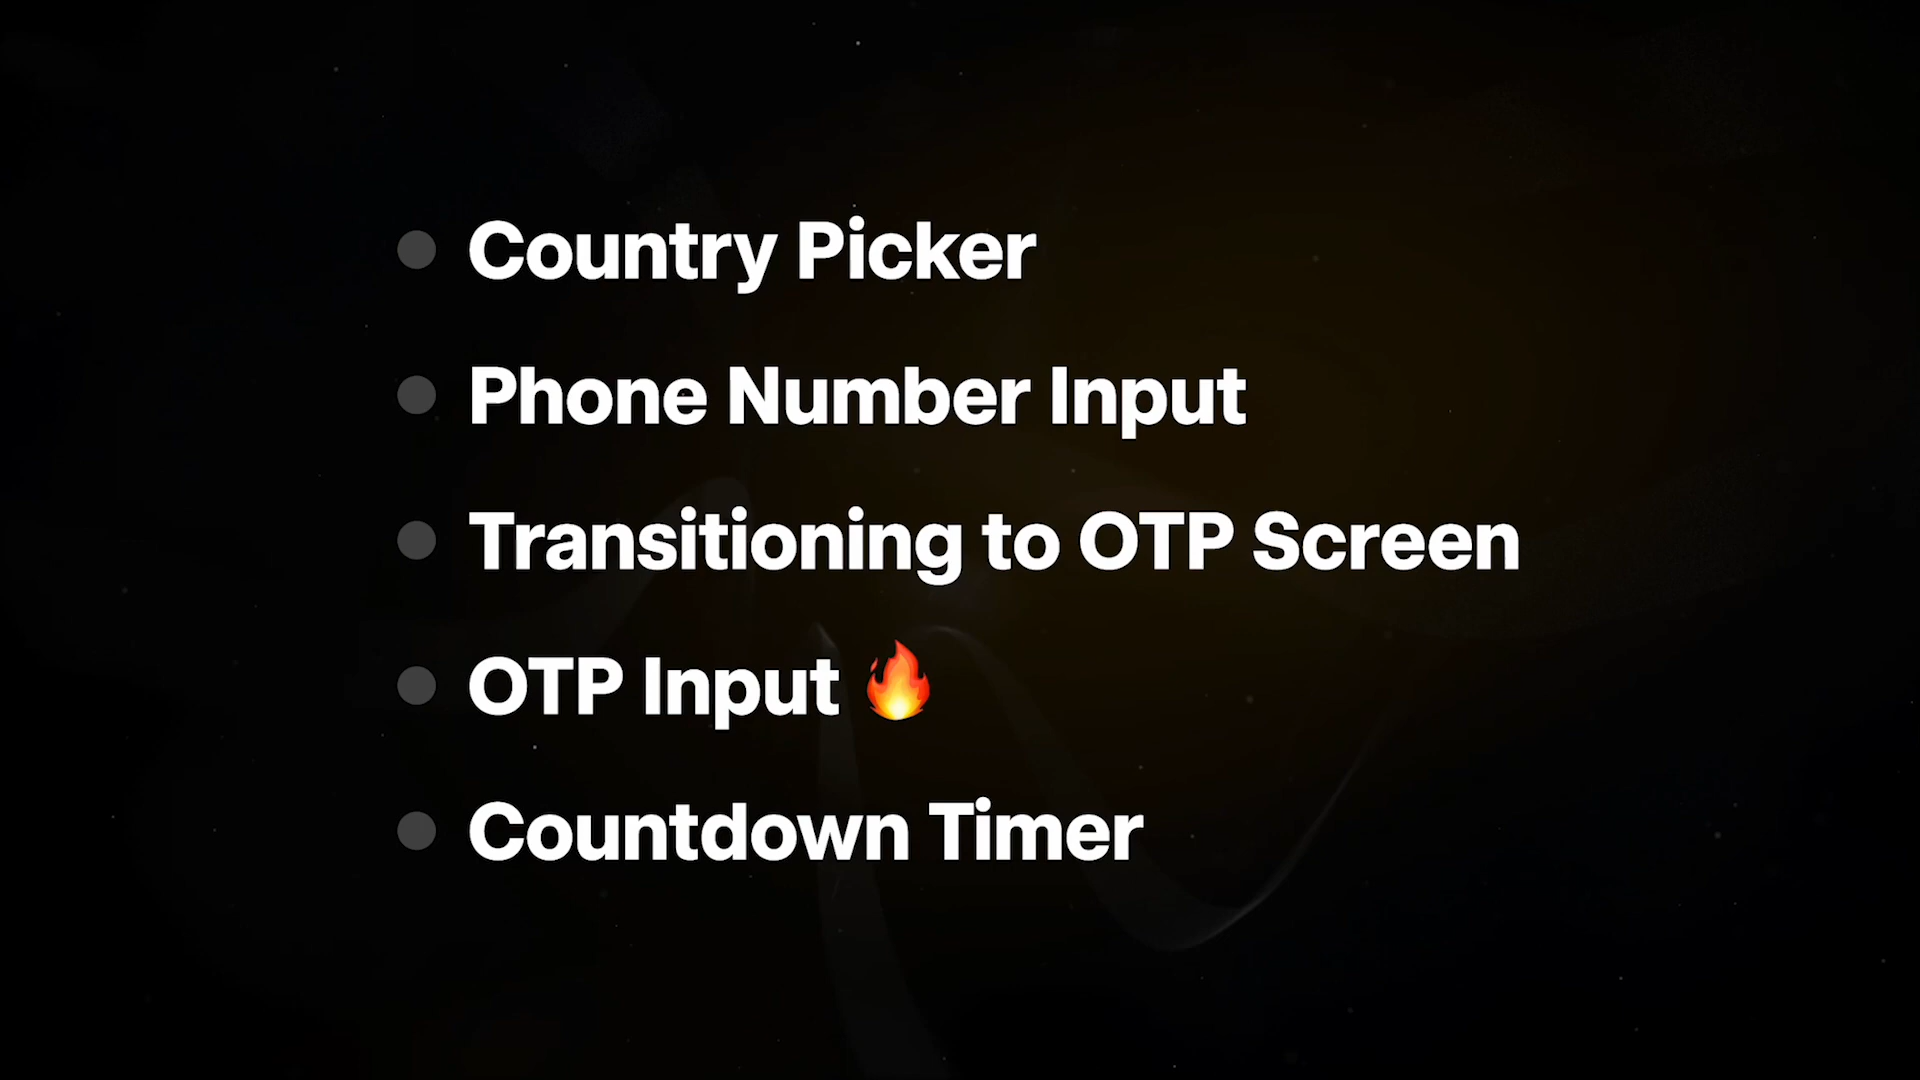 Country Picker
Phone Number Input
Transitioning to OTP Screen
OTP Input 🔥
Countdown Timer